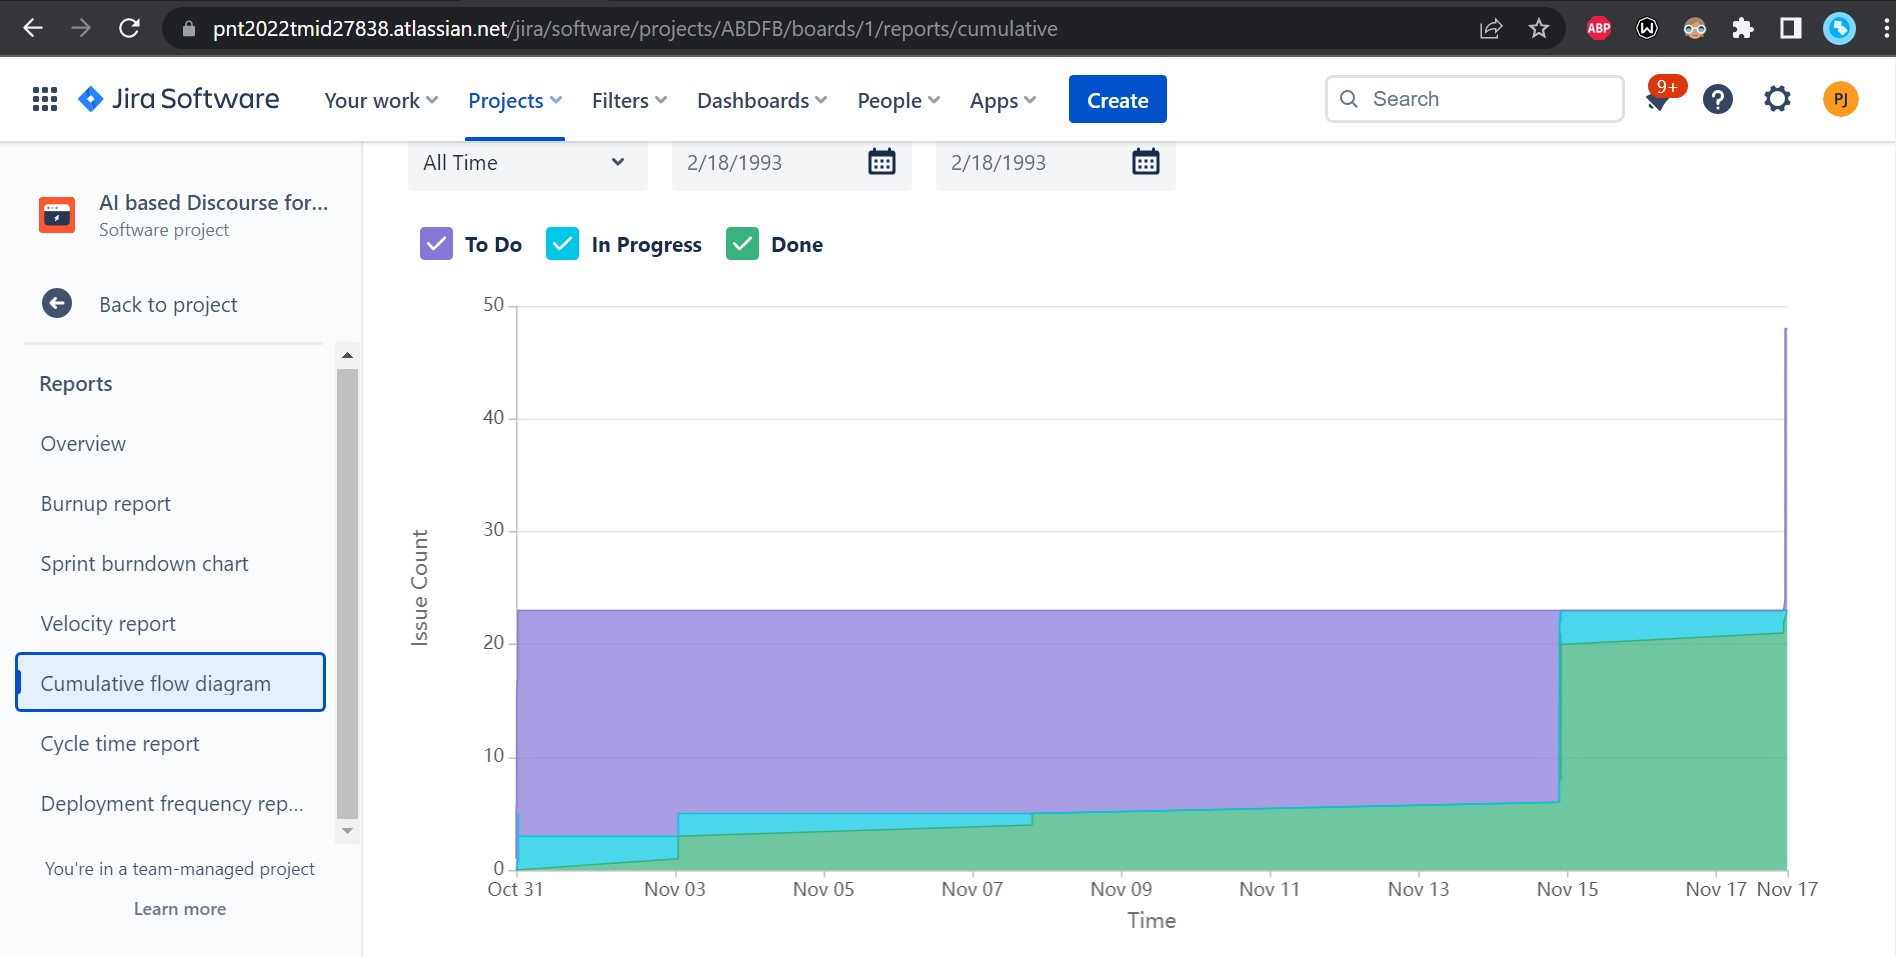 pnt2022tmid27838.atlassian.net/jira/software/projects/ABDFB/boards/1/reports/cumulative
ABP
W
Jira Software
Your work
Projects
Filters
Dashboards
People
Apps
Create
Search
9+
?
PJ
AI based Discourse for...
Software project
Back to project
Reports
Overview
Burnup report
Sprint burndown chart
Velocity report
Cumulative flow diagram
Cycle time report
Deployment frequency rep...
You're in a team-managed project
Learn more
All Time
2/18/1993
2/18/1993
To Do
In Progress
Done
50
40
30
20
10
0
Issue Count
Oct 31
Nov 03
Nov 05
Nov 07
Nov 09
Nov 11
Nov 13
Nov 15
Nov 17
Nov 17
Time